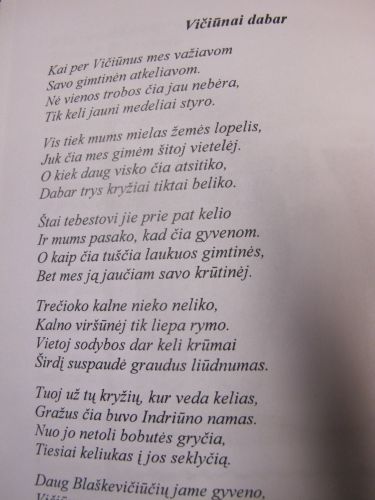 Vičiūnai dabar
Kai per Vičiūnus mes važiavom
Savo gimtinėn atkeliavom.
Nė vienos trobos čia jau nebėra,
Tik keli jauni medeliai styro.
Vis tiek mums mielas žemės lopelis,
Juk čia mes gimėm šitoj vietelėj.
O kiek daug visko čia atsitiko,
Dabar trys kryžiai tiktai beliko.
Štai tebestovi jie prie pat kelio
Ir mums pasako, kad čia gyvenom.
O kaip čia tuščia laukuos gimtinės,
Bet mes ją jaučiam savo krūtinėj.
Trečioko kalne nieko neliko,
Kalno viršūnėj tik liepa rymo.
Vietoj sodybos dar keli krūmai
Širdį suspaudė graudus liūdnumas.
Tuoj už tų kryžių, kur veda kelias,
Gražus čia buvo Indriūno namas.
Nuo jo netoli bobutės gryčia,
Tiesiai keliukas į jos seklyčią.
Daug Blaškevičiūčių jame gyveno,